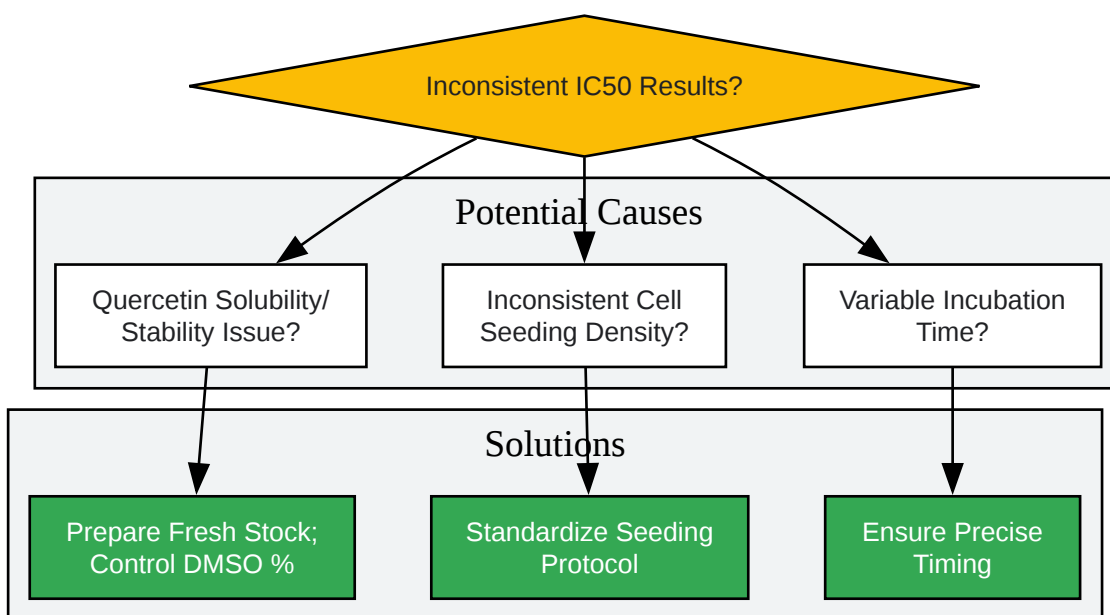 Inconsistent IC50 Results?
Potential Causes
Quercetin Solubility/
Stability Issue?
Inconsistent Cell
Seeding Density?
Variable Incubation
Time?
Solutions
Prepare Fresh Stock;
Control DMSO %
Standardize Seeding
Protocol
Ensure Precise
Timing